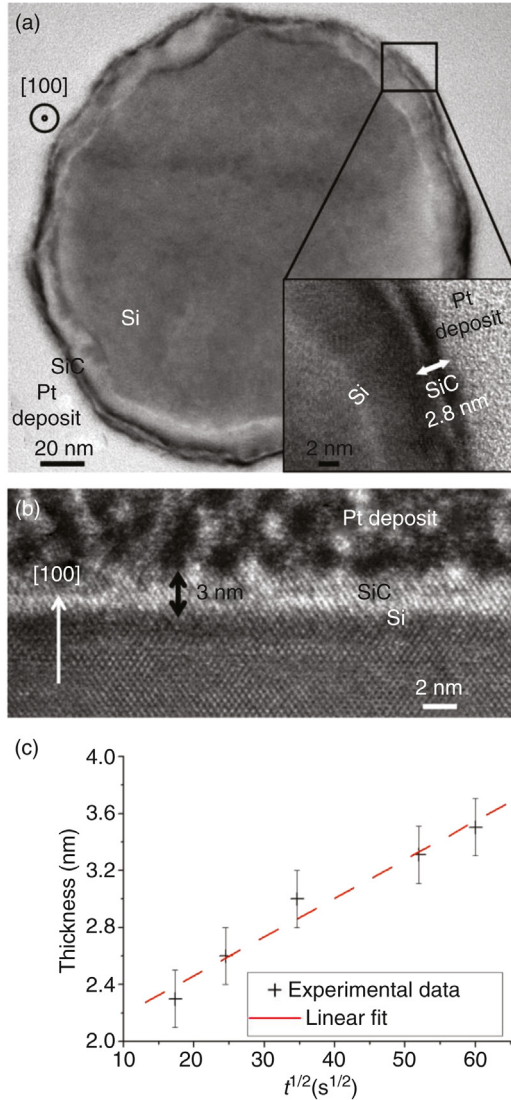 (a)
[100]
Si
SiC
Pt
deposit
20 nm
Pt
deposit
Si
SiC
2.8 nm
2 nm
(b)
Pt deposit
[100]
3 nm
SiC
Si
2 nm
(c)
Thickness (nm)
4.0
3.6
3.2
2.8
2.4
2.0
Experimental data
Linear fit
10 20 30 40 50 60
t^1/2(s^1/2)